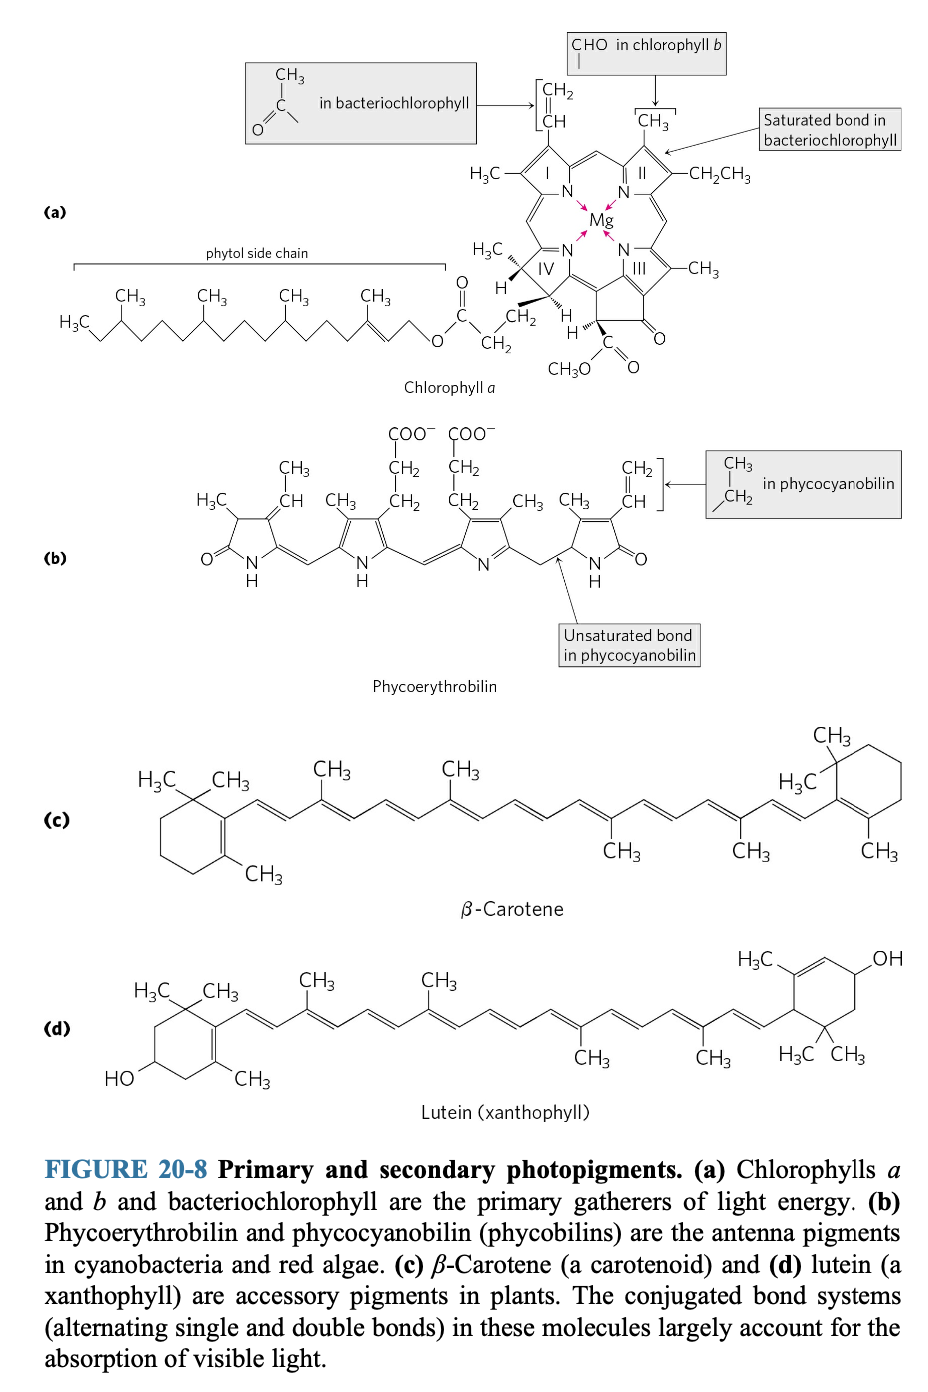 CHO in chlorophyll b
CH₃
C
O
in bacteriochlorophyll
CH₂
CH
CH₃
Saturated bond in
bacteriochlorophyll
H₃C
I
II
CH₂CH₃
N
N
(a)
Mg
phytol side chain
H₃C
N
N
IV
III
CH₃
H
CH₃
CH₃
CH₃
CH₃
O
H₃C
C
CH₂
H
H
O
O
CH₂
C
CH₃O
O
Chlorophyll a
COO⁻
COO⁻
CH₃
CH₂
CH₂
CH₂
CH₃
CH₂
in phycocyanobilin
H₃C
CH
CH₃
CH₂
CH₂
CH₃
CH₃
CH
(b)
O
N
H
N
H
N
N
H
O
Unsaturated bond
in phycocyanobilin
Phycoerythrobilin
CH₃
H₃C
CH₃
CH₃
CH₃
H₃C
(c)
CH₃
CH₃
CH₃
CH₃
β-Carotene
H₃C
OH
H₃C
CH₃
CH₃
CH₃
(d)
CH₃
CH₃
H₃C
CH₃
HO
CH₃
Lutein (xanthophyll)
FIGURE 20-8 Primary and secondary photopigments. (a) Chlorophylls a
and b and bacteriochlorophyll are the primary gatherers of light energy. (b)
Phycoerythrobilin and phycocyanobilin (phycobilins) are the antenna pigments
in cyanobacteria and red algae. (c) β-Carotene (a carotenoid) and (d) lutein (a
xanthophyll) are accessory pigments in plants. The conjugated bond systems
(alternating single and double bonds) in these molecules largely account for the
absorption of visible light.